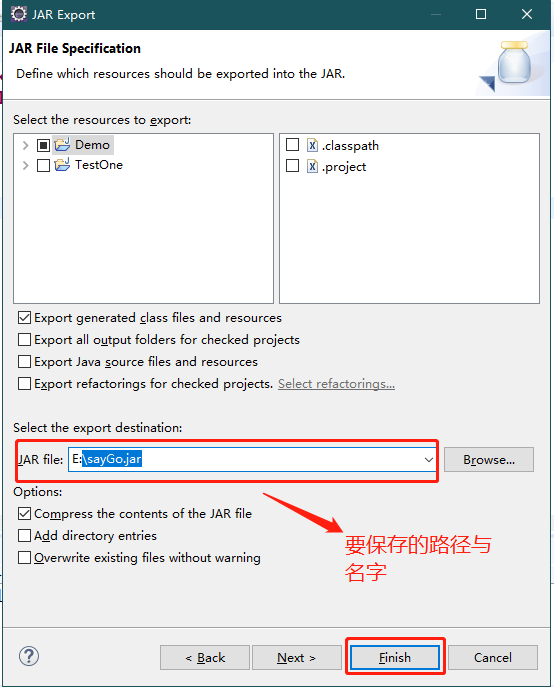 JAR Export
JAR File Specification
Define which resources should be exported into the JAR.
Select the resources to export:
Demo
TestOne
.classpath
.project
Export generated class files and resources
Export all output folders for checked projects
Export Java source files and resources
Export refactorings for checked projects. Select refactorings...
Select the export destination:
JAR file: E:\sayGo.jar Browse...
Options:
Compress the contents of the JAR file
Add directory entries
Overwrite existing files without warning
要保存的路径与
名字
? < Back Next > Finish Cancel